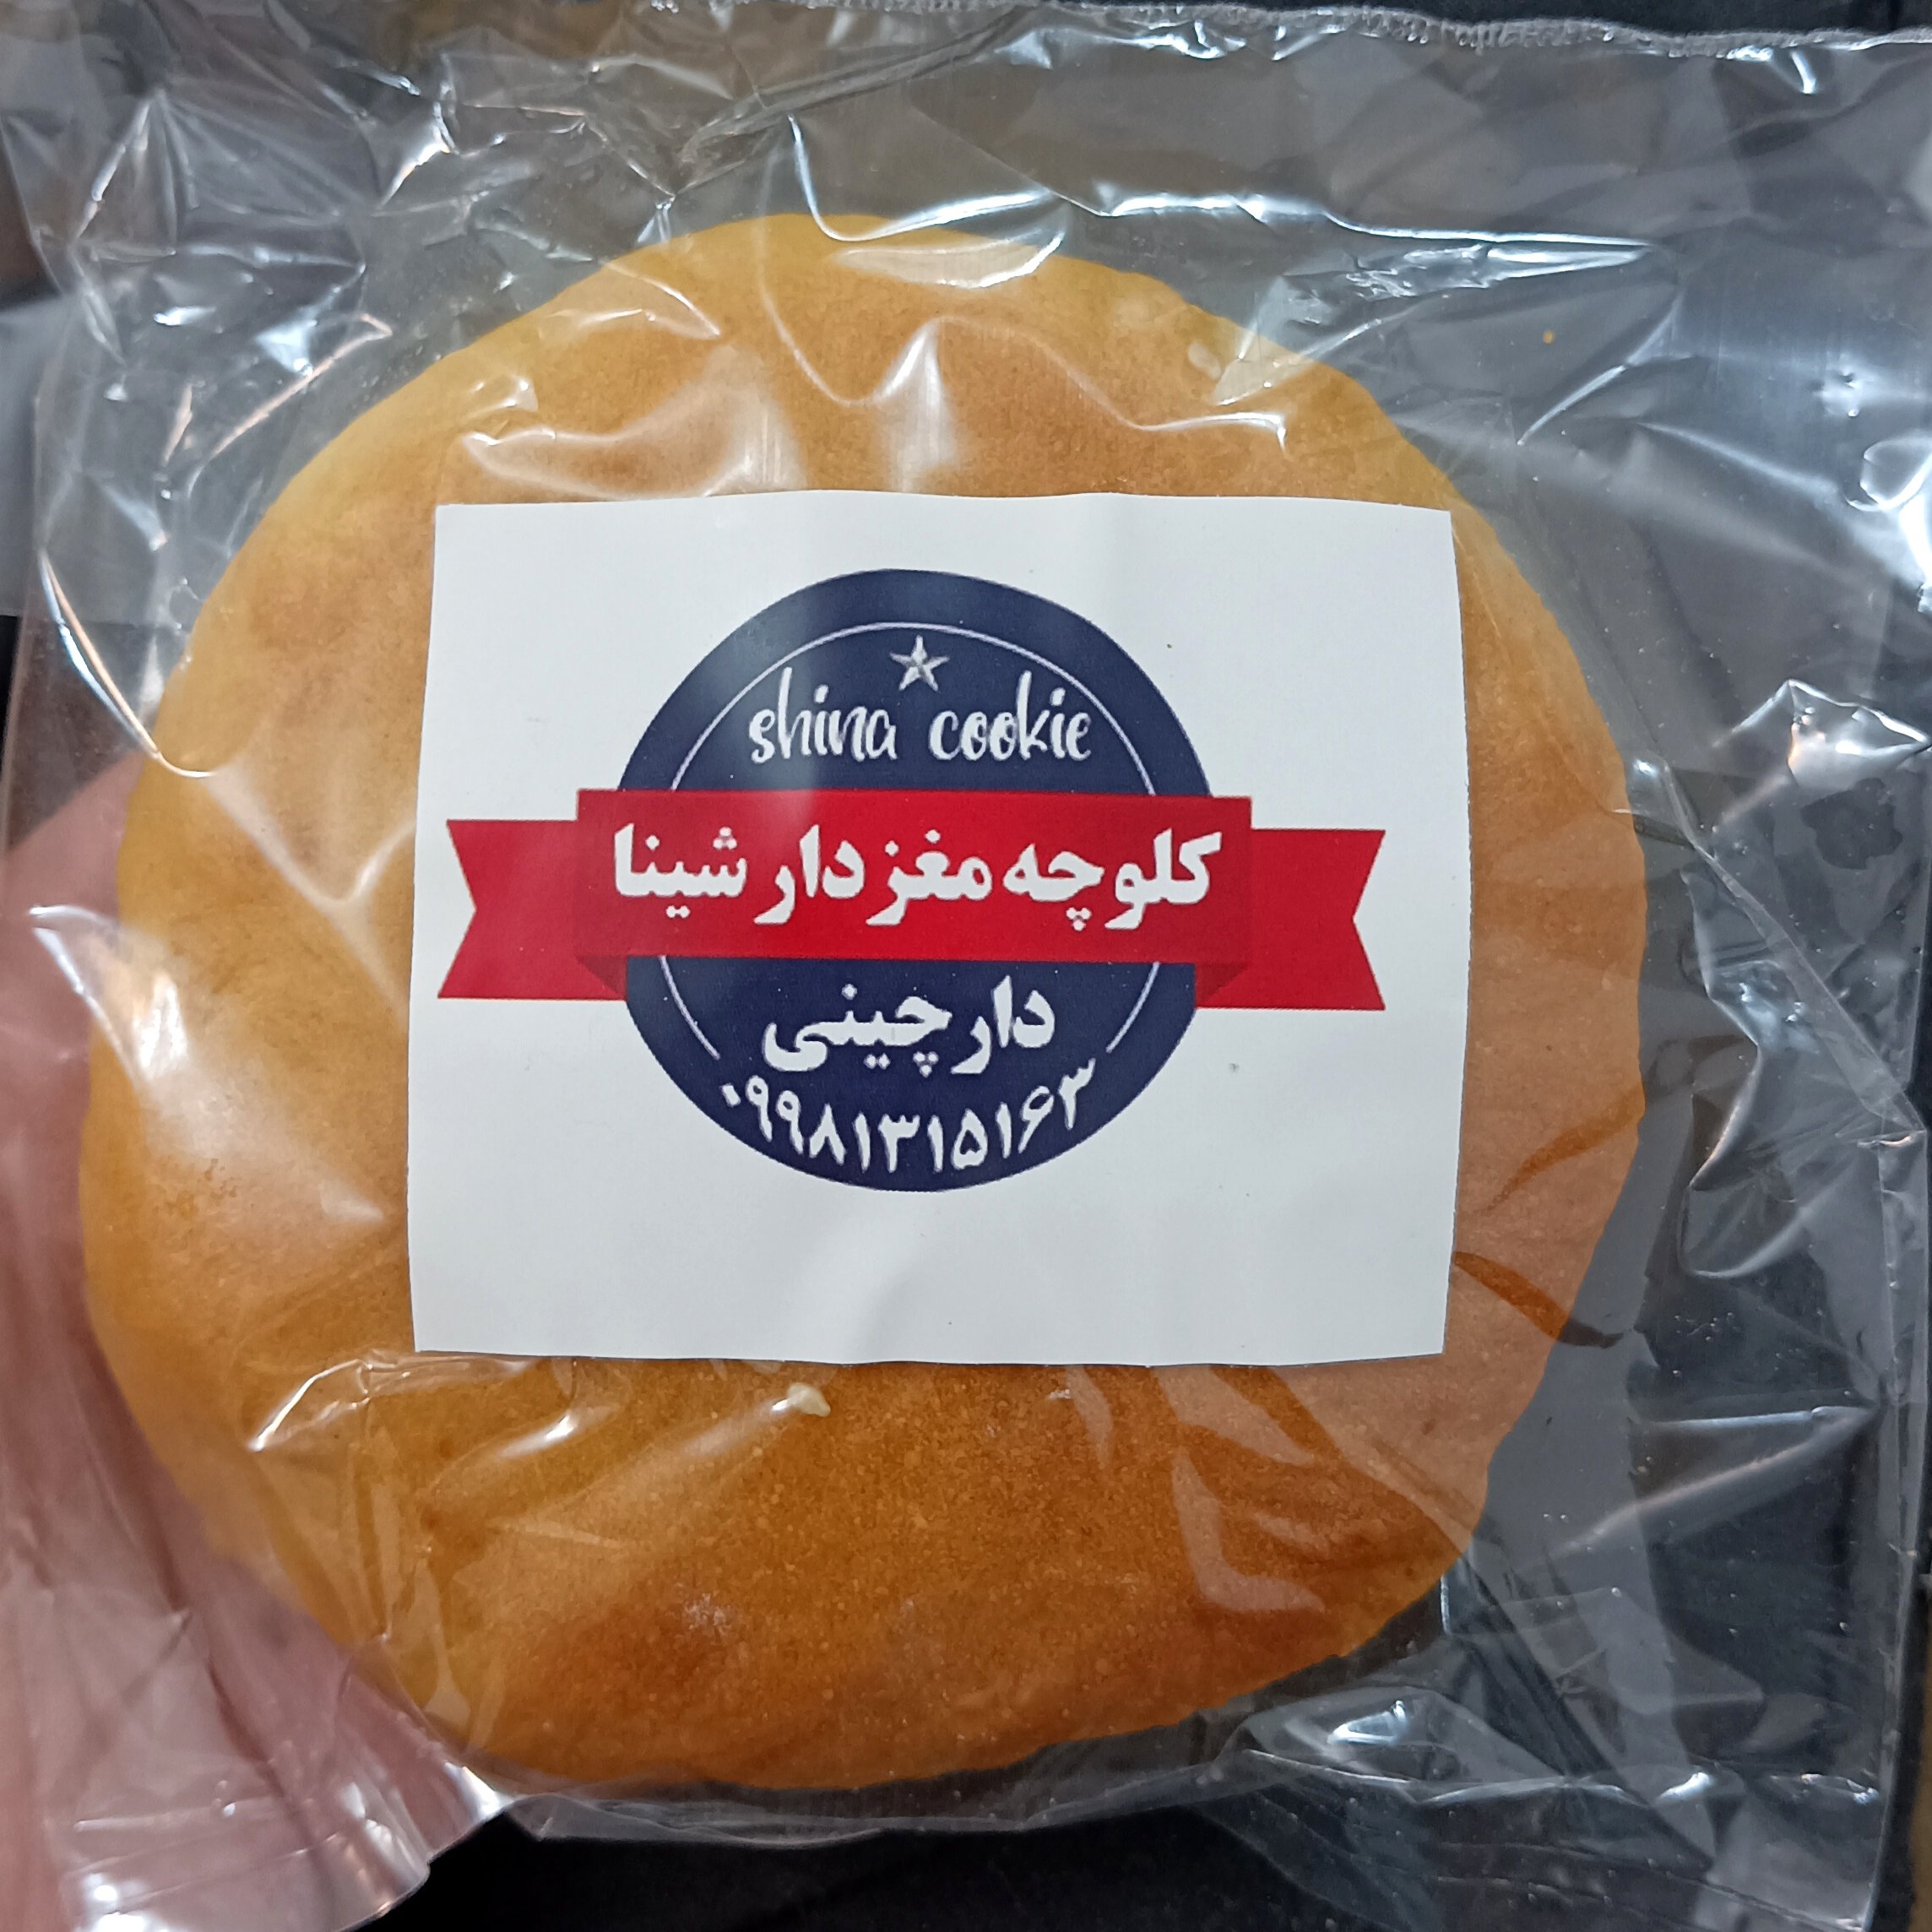 shina cookie
کلوچه مغزدار شینا
دارچینی
۰۹۹۸۱۳۱۵۱۶۳